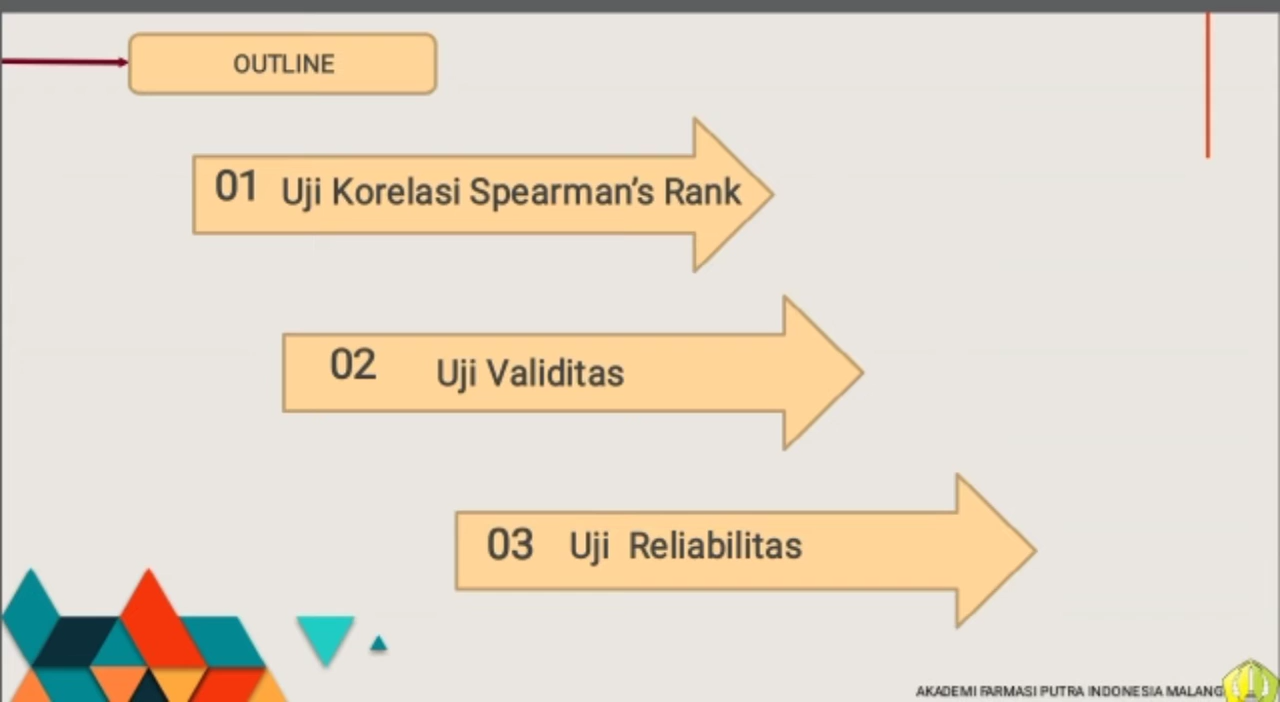 OUTLINE
01 Uji Korelasi Spearman’s Rank
02 Uji Validitas
03 Uji Reliabilitas
AKADEMI FARMASI PUTRA INDONESIA MALANG